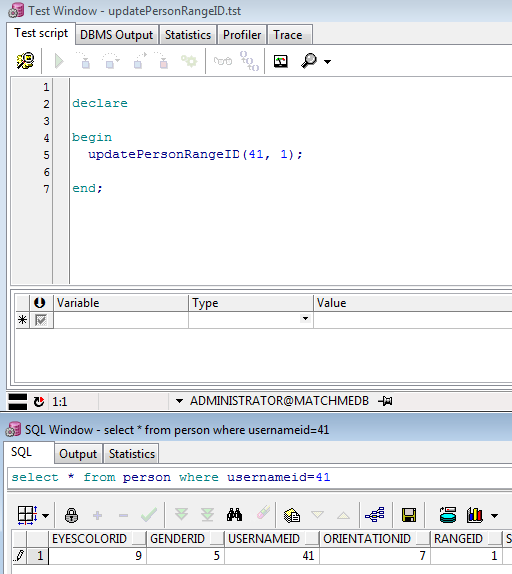 Test Window - updatePersonRangeID.tst
Test script DBMS Output Statistics Profiler Trace
1
2 declare
3
4 begin
5 updatePersonRangeID(41, 1);
6
7 end;
Variable Type Value
1:1 ADMINISTRATOR@MATCHMEDB
SQL Window - select * from person where usernameid=41
SQL Output Statistics
select * from person where usernameid=41
EYESCOLORID GENDERID USERNAMEID ORIENTATIONID RANGEID S
1 9 5 41 7 1